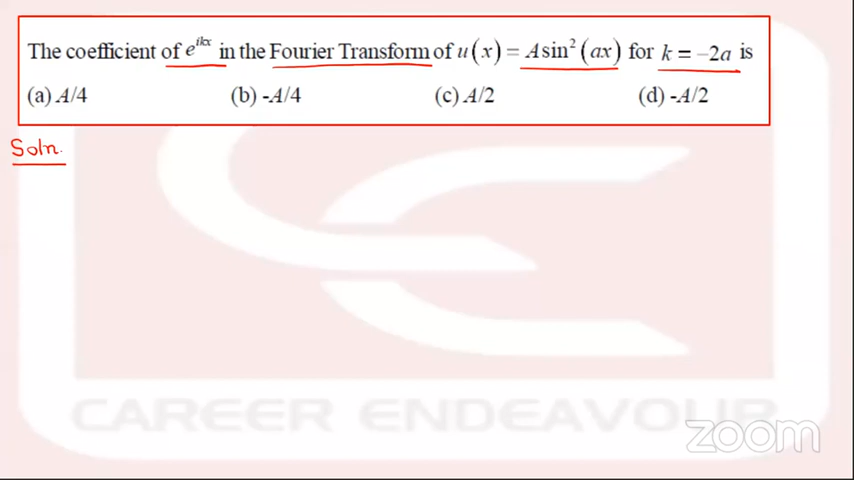 The coefficient of e^{ikx} in the Fourier Transform of u(x) = A sin²(ax) for k = −2a is
(a) A/4 (b) -A/4 (c) A/2 (d) -A/2
Soln.
CAREER ENDEAVOUR
zoom